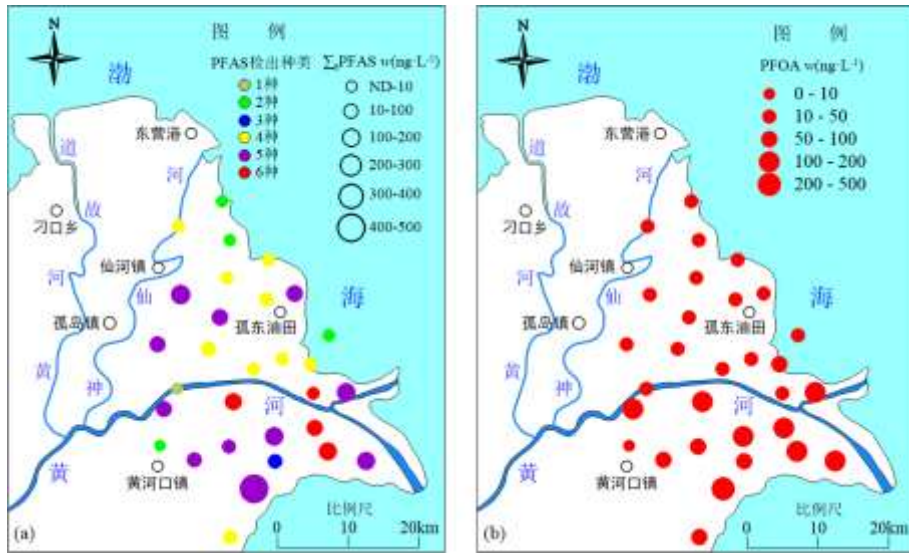 N
图 例
PFAS检出种类
1种
2种
3种
4种
5种
6种
∑PFAS w(ng·L⁻¹)
ND-10
10-100
100-200
200-300
300-400
400-500
渤
海
东营港
道
故
河
刁口乡
河
仙河镇
仙
孤岛镇
孤东油田
黄
神
河
黄
黄河口镇
比例尺
0 10 20km
(a)
N
图 例
PFOA w(ng·L⁻¹)
0 - 10
10 - 50
50 - 100
100 - 200
200 - 500
渤
海
东营港
道
故
河
刁口乡
河
仙河镇
仙
孤岛镇
孤东油田
黄
神
河
黄
黄河口镇
比例尺
0 10 20km
(b)